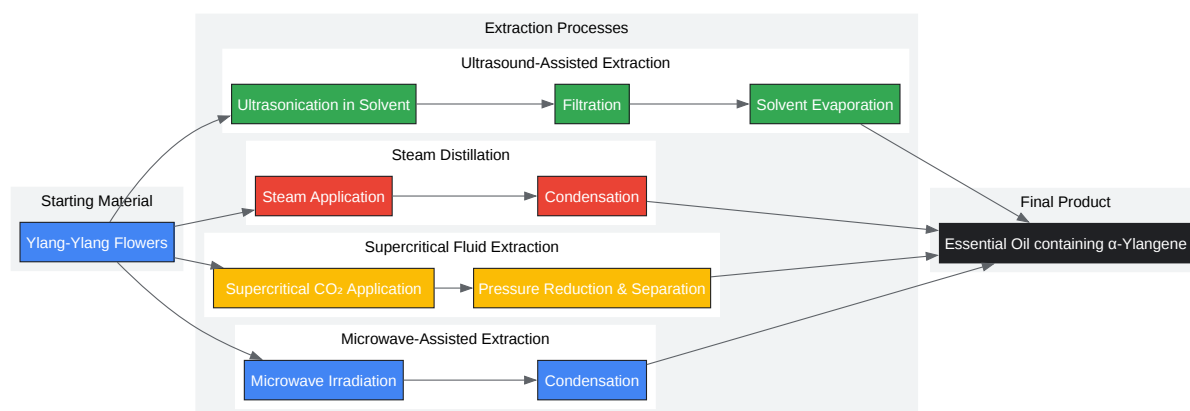 Extraction Processes
Ultrasound-Assisted Extraction
Ultrasonication in Solvent
Filtration
Solvent Evaporation
Steam Distillation
Steam Application
Condensation
Starting Material
Ylang-Ylang Flowers
Supercritical Fluid Extraction
Supercritical CO₂ Application
Pressure Reduction & Separation
Microwave-Assisted Extraction
Microwave Irradiation
Condensation
Final Product
Essential Oil containing α-Ylangene